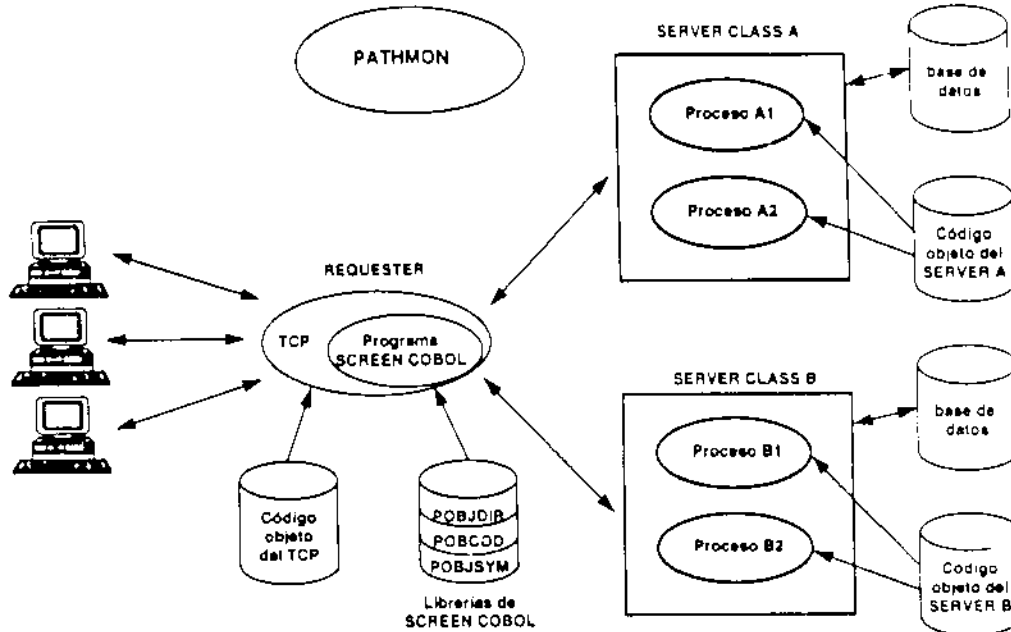 PATHMON
SERVER CLASS A
Proceso A1
Proceso A2
base de
datos
Código
objeto del
SERVER A
REQUESTER
TCP
Programa
SCREEN COBOL
Código
objeto
del TCP
POBJDIR
POBCOD
POBJSYM
Librerías de
SCREEN COBOL
SERVER CLASS B
Proceso B1
Proceso B2
base de
datos
Código
objeto del
SERVER B